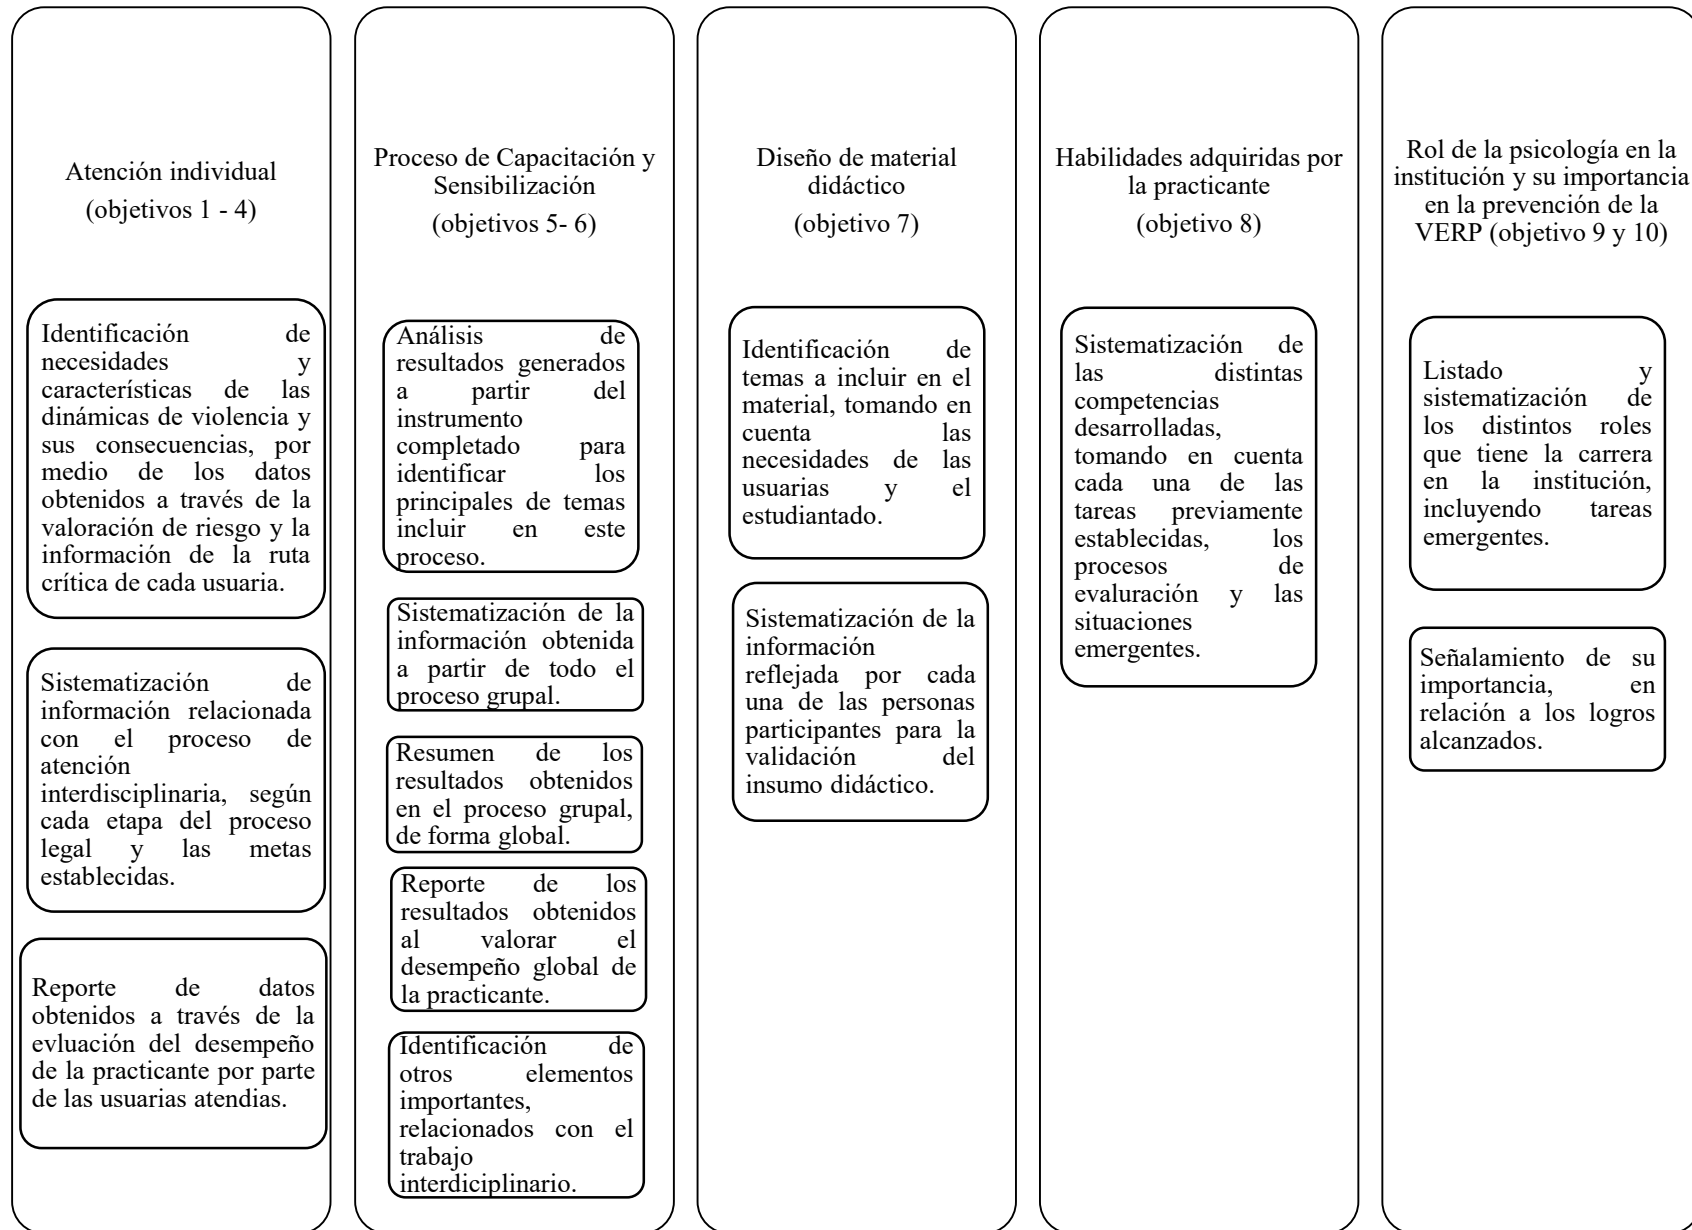 Atención individual
(objetivos 1 - 4)
Identificación de
necesidades y
características de las
dinámicas de violencia y
sus consecuencias, por
medio de los datos
obtenidos a través de la
valoración de riesgo y la
información de la ruta
crítica de cada usuaria.
Sistematización de
información relacionada
con el proceso de
atención
interdisciplinaria, según
cada etapa del proceso
legal y las metas
establecidas.
Reporte de datos
obtenidos a través de la
evluación del desempeño
de la practicante por parte
de las usuarias atendias.
Proceso de Capacitación y
Sensibilización
(objetivos 5- 6)
Análisis de
resultados generados
a partir del
instrumento
completado para
identificar los
principales de temas
incluir en este
proceso.
Sistematización de la
información obtenida
a partir de todo el
proceso grupal.
Resumen de los
resultados obtenidos
en el proceso grupal,
de forma global.
Reporte de los
resultados obtenidos
al valorar el
desempeño global de
la practicante.
Identificación de
otros elementos
importantes,
relacionados con el
trabajo
interdiciplinario.
Diseño de material
didáctico
(objetivo 7)
Identificación de
temas a incluir en el
material, tomando en
cuenta las
necesidades de las
usuarias y el
estudiantado.
Sistematización de la
información
reflejada por cada
una de las personas
participantes para la
validación del
insumo didáctico.
Habilidades adquiridas por
la practicante
(objetivo 8)
Sistematización de
las distintas
competencias
desarrolladas,
tomando en cuenta
cada una de las
tareas previamente
establecidas, los
procesos de
evaluración y las
situaciones
emergentes.
Rol de la psicología en la
institución y su importancia
en la prevención de la
VERP (objetivo 9 y 10)
Listado y
sistematización de
los distintos roles
que tiene la carrera
en la institución,
incluyendo tareas
emergentes.
Señalamiento de su
importancia, en
relación a los logros
alcanzados.